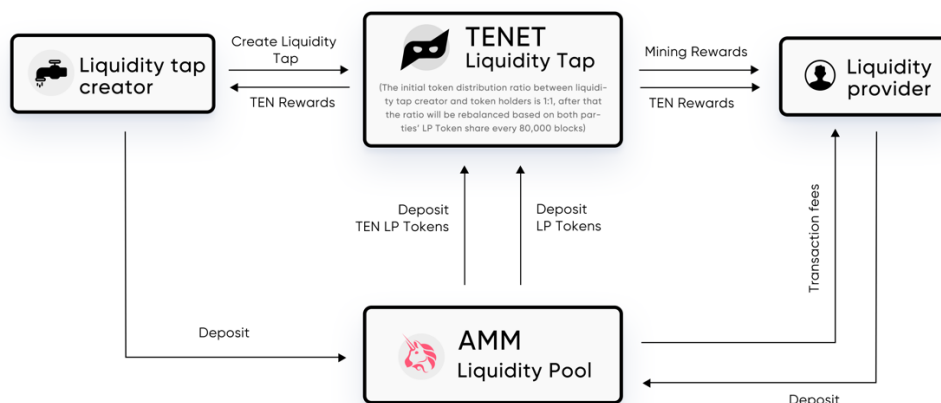 Liquidity tap
creator
Create Liquidity
Tap
TEN Rewards
TENET
Liquidity Tap
(The initial token distribution ratio between liquidi-
ty tap creator and token holders is 1:1, after that
the ratio will be rebalanced based on both par-
ties' LP Token share every 80,000 blocks)
Mining Rewards
TEN Rewards
Liquidity
provider
Deposit
TEN LP Tokens
Deposit
LP Tokens
Transaction fees
Deposit
AMM
Liquidity Pool
Deposit